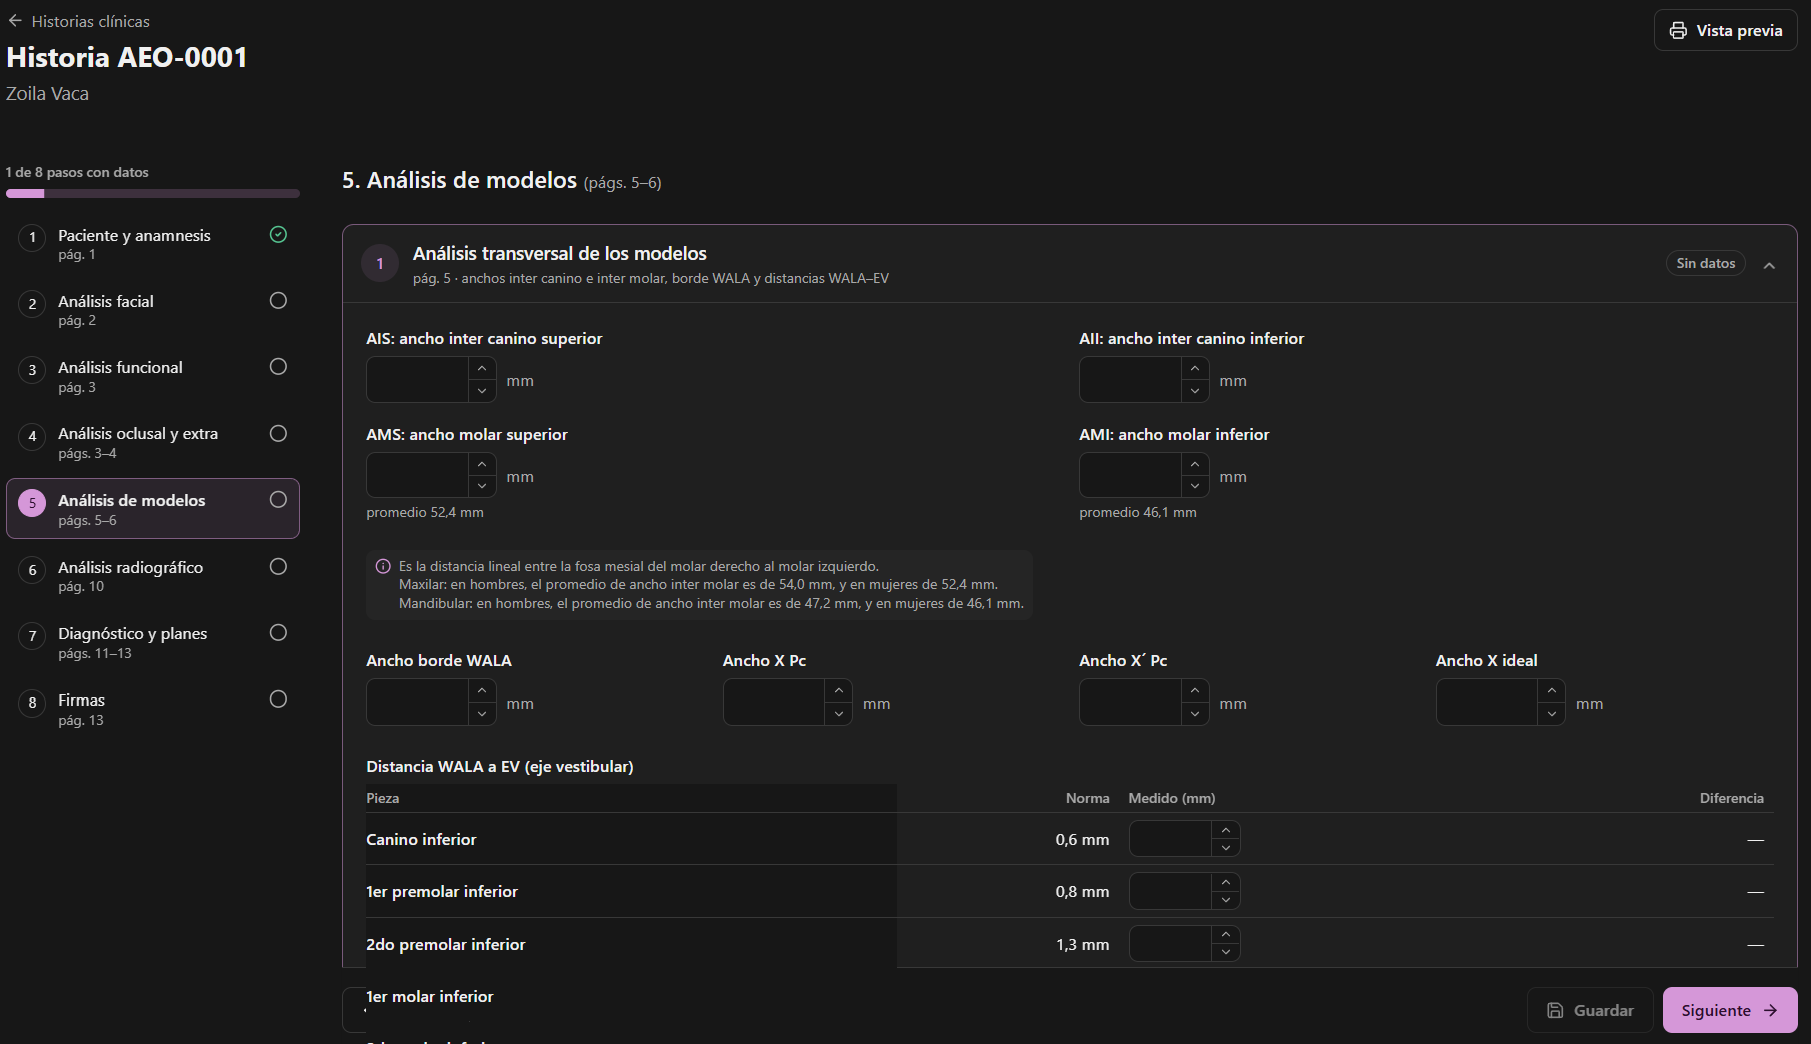 Historias clínicas
Historia AEO-0001
Zoila Vaca
Vista previa
1 de 8 pasos con datos
1
Paciente y anamnesis
pág. 1
2
Análisis facial
pág. 2
3
Análisis funcional
pág. 3
4
Análisis oclusal y extra
págs. 3–4
5
Análisis de modelos
págs. 5–6
6
Análisis radiográfico
pág. 10
7
Diagnóstico y planes
págs. 11–13
8
Firmas
pág. 13
5. Análisis de modelos (págs. 5–6)
1
Análisis transversal de los modelos
pág. 5 · anchos inter canino e inter molar, borde WALA y distancias WALA–EV
Sin datos
AIS: ancho inter canino superior
mm
AII: ancho inter canino inferior
mm
AMS: ancho molar superior
mm
promedio 52,4 mm
AMI: ancho molar inferior
mm
promedio 46,1 mm
Es la distancia lineal entre la fosa mesial del molar derecho al molar izquierdo.
Maxilar: en hombres, el promedio de ancho inter molar es de 54,0 mm, y en mujeres de 52,4 mm.
Mandibular: en hombres, el promedio de ancho inter molar es de 47,2 mm, y en mujeres de 46,1 mm.
Ancho borde WALA
mm
Ancho X Pc
mm
Ancho X´ Pc
mm
Ancho X ideal
mm
Distancia WALA a EV (eje vestibular)
Pieza Norma Medido (mm) Diferencia
Canino inferior 0,6 mm —
1er premolar inferior 0,8 mm —
2do premolar inferior 1,3 mm —
1er molar inferior
Guardar
Siguiente